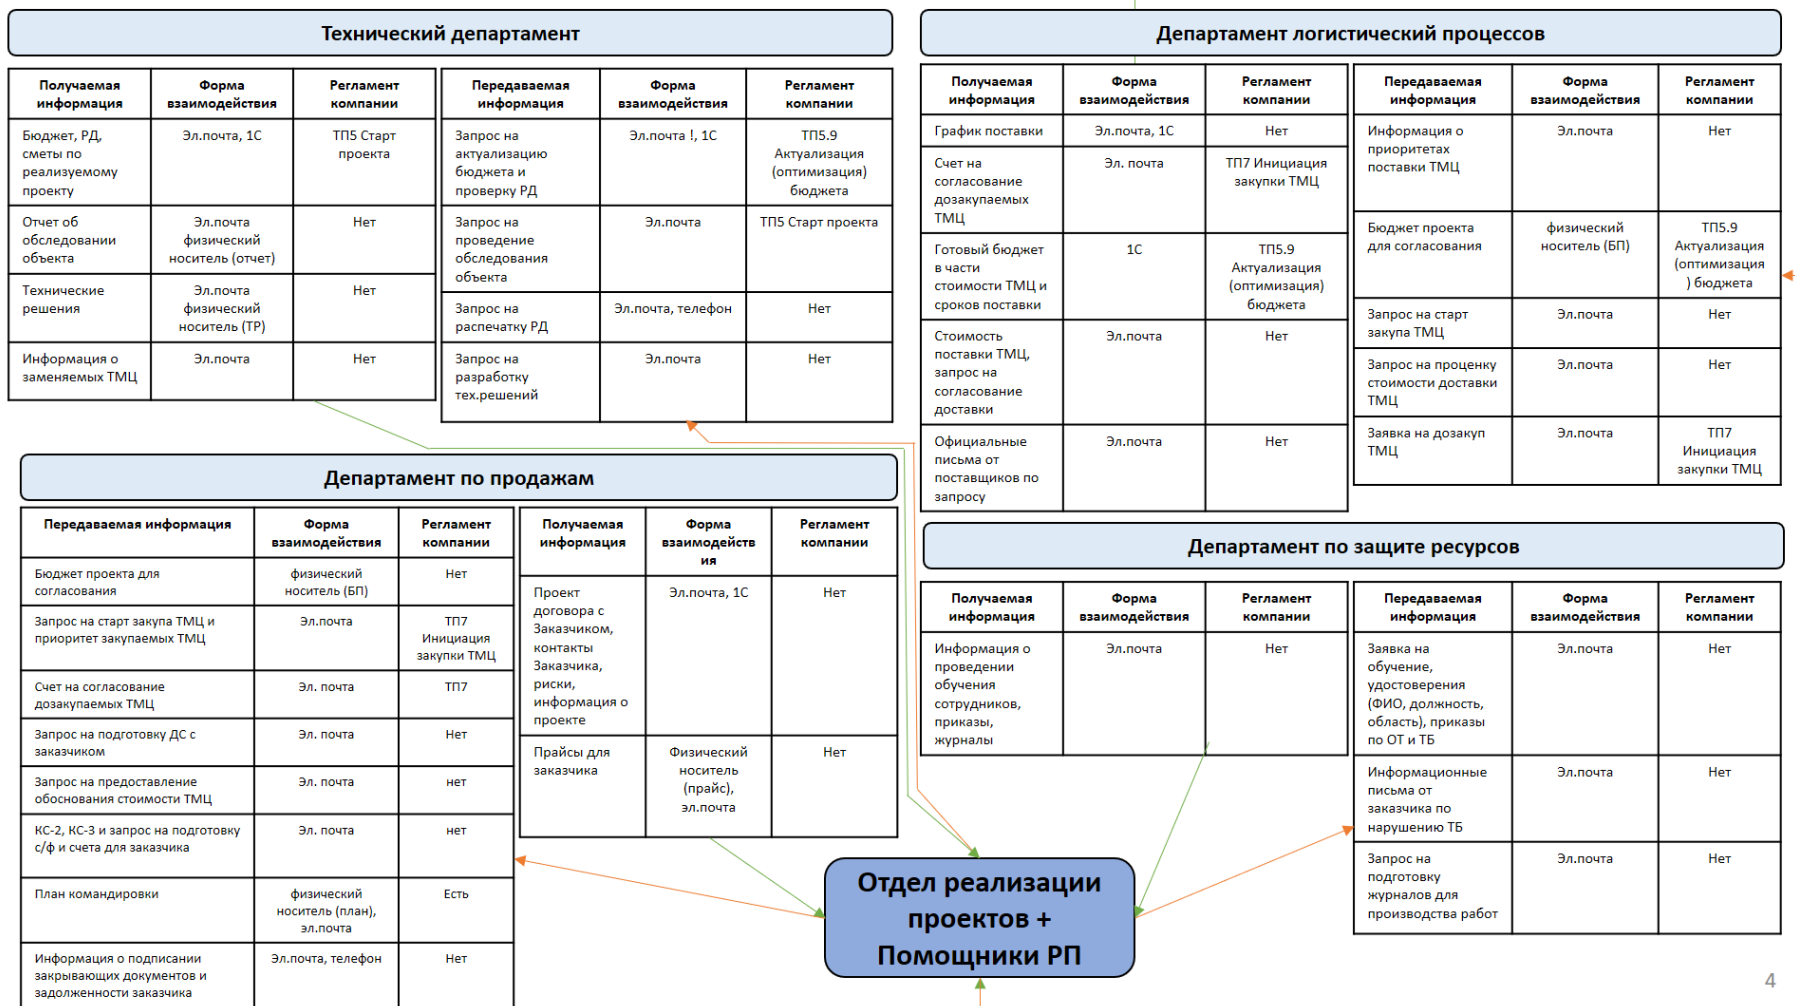 Технический департамент
Получаемая информация
Форма взаимодействия
Регламент компании
Бюджет, РД, сметы по реализуемому проекту
Эл.почта, 1С
ТП5 Старт проекта
Отчет об обследовании объекта
Эл.почта физический носитель (отчет)
Нет
Технические решения
Эл.почта физический носитель (ТР)
Нет
Информация о заменяемых ТМЦ
Эл.почта
Нет
Передаваемая информация
Форма взаимодействия
Регламент компании
Запрос на актуализацию бюджета и проверку РД
Эл.почта !, 1С
ТП5.9 Актуализация (оптимизация) бюджета
Запрос на проведение обследования объекта
Эл.почта
ТП5 Старт проекта
Запрос на распечатку РД
Эл.почта, телефон
Нет
Запрос на разработку тех.решений
Эл.почта
Нет
Департамент логистический процессов
Получаемая информация
Форма взаимодействия
Регламент компании
График поставки
Эл.почта, 1С
Нет
Счет на согласование дозакупаемых ТМЦ
Эл. почта
ТП7 Инициация закупки ТМЦ
Готовый бюджет в части стоимости ТМЦ и сроков поставки
1С
ТП5.9 Актуализация (оптимизация) бюджета
Стоимость поставки ТМЦ, запрос на согласование доставки
Эл.почта
Нет
Официальные письма от поставщиков по запросу
Эл.почта
Нет
Передаваемая информация
Форма взаимодействия
Регламент компании
Информация о приоритетах поставки ТМЦ
Эл.почта
Нет
Бюджет проекта для согласования
физический носитель (БП)
ТП5.9 Актуализация (оптимизация ) бюджета
Запрос на старт закупа ТМЦ
Эл.почта
Нет
Запрос на проценку стоимости доставки ТМЦ
Эл.почта
Нет
Заявка на дозакуп ТМЦ
Эл.почта
ТП7 Инициация закупки ТМЦ
Департамент по продажам
Передаваемая информация
Форма взаимодействия
Регламент компании
Бюджет проекта для согласования
физический носитель (БП)
Нет
Запрос на старт закупа ТМЦ и приоритет закупаемых ТМЦ
Эл.почта
ТП7 Инициация закупки ТМЦ
Счет на согласование дозакупаемых ТМЦ
Эл. почта
ТП7
Запрос на подготовку ДС с заказчиком
Эл. почта
Нет
Запрос на предоставление обоснования стоимости ТМЦ
Эл. почта
нет
КС-2, КС-3 и запрос на подготовку с/ф и счета для заказчика
Эл. почта
нет
План командировки
физический носитель (план), эл.почта
Есть
Информация о подписании закрывающих документов и задолженности заказчика
Эл.почта, телефон
Нет
Получаемая информация
Форма взаимодейств ия
Регламент компании
Проект договора с Заказчиком, контакты Заказчика, риски, информация о проекте
Эл.почта, 1С
Нет
Прайсы для заказчика
Физический носитель (прайс), эл.почта
Нет
Департамент по защите ресурсов
Получаемая информация
Форма взаимодействия
Регламент компании
Информация о проведении обучения сотрудников, приказы, журналы
Эл.почта
Нет
Передаваемая информация
Форма взаимодействия
Регламент компании
Заявка на обучение, удостоверения (ФИО, должность, область), приказы по ОТ и ТБ
Эл.почта
Нет
Информационные письма от заказчика по нарушению ТБ
Эл.почта
Нет
Запрос на подготовку журналов для производства работ
Эл.почта
Нет
Отдел реализации проектов + Помощники РП
4